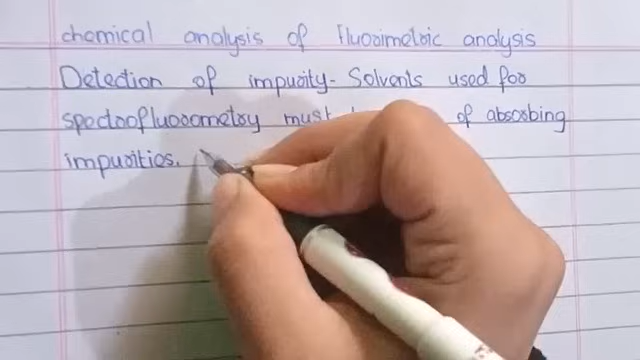 chemical analysis of fluorimetric analysis
Detection of impurity- Solvents used for
spectrofluorometry must of absorbing
impurities.